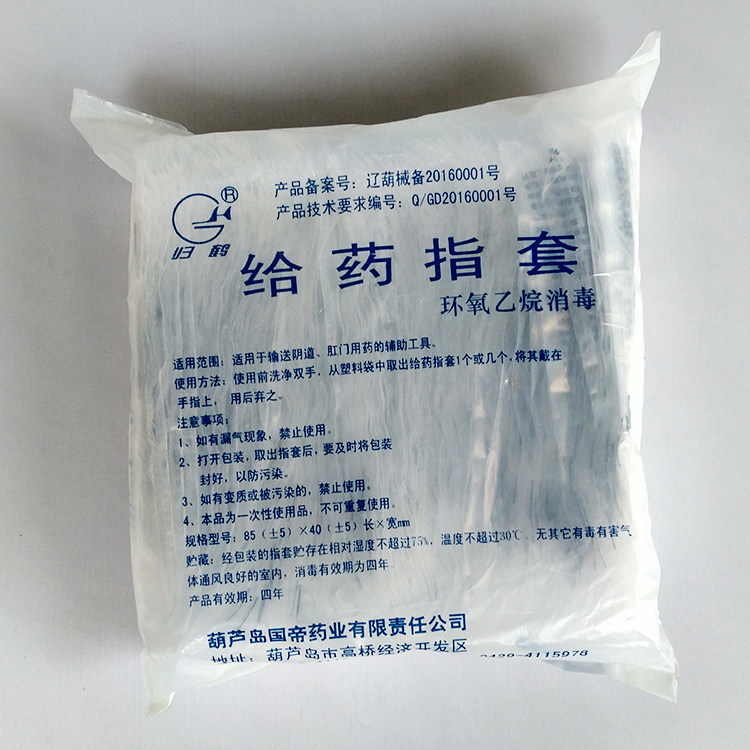 产品备案号：辽葫械备20160001号
产品技术要求编号：Q/GD20160001号
®
归鹤
给药指套
环氧乙烷消毒
适用范围：适用于输送阴道、肛门用药的辅助工具。
使用方法：使用前洗净双手，从塑料袋中取出给药指套1个或几个，将其戴在
手指上，用后弃之。
注意事项：
1、如有漏气现象，禁止使用。
2、打开包装，取出指套后，要及时将包装
封好，以防污染。
3、如有变质或被污染的，禁止使用。
4、本品为一次性使用品，不可重复使用。
规格型号：85（±5）×40（±5）长×宽mm
贮藏：经包装的指套贮存在相对湿度不超过75%，温度不超过30℃，无其它有毒有害气
体通风良好的室内，消毒有效期为四年。
产品有效期：四年
葫芦岛国帝药业有限责任公司
地址：葫芦岛市高桥经济开发区
0429-4115978